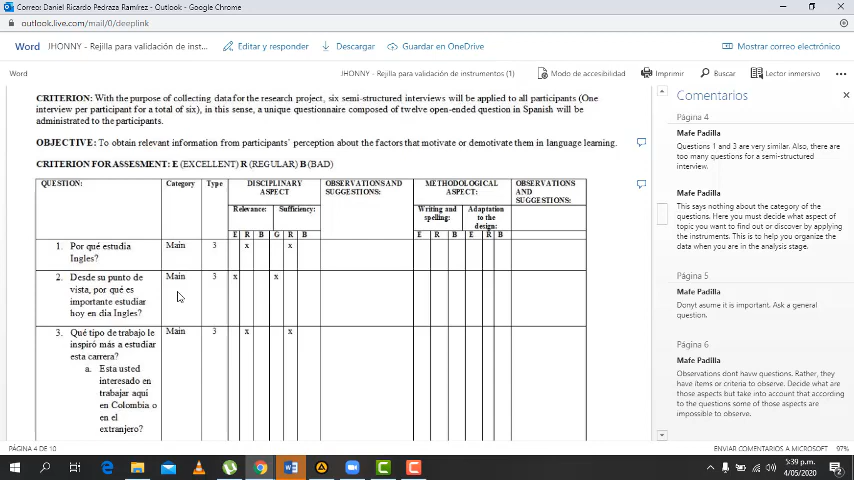 Correo: Daniel Ricardo Pedraza Ramírez - Outlook - Google Chrome
outlook.live.com/mail/0/deeplink
Word JHONNY - Rejilla para validación de inst... Editar y responder Descargar Guardar en OneDrive Mostrar correo electrónico
Word JHONNY - Rejilla para validación de instrumentos (1) Modo de accesibilidad Imprimir Buscar Lector inmersivo
CRITERION: With the purpose of collecting data for the research project, six semi-structured interviews will be applied to all participants (One
interview per participant for a total of six), in this sense, a unique questionnaire composed of twelve open-ended question in Spanish will be
administrated to the participants.
OBJECTIVE: To obtain relevant information from participants' perception about the factors that motivate or demotivate them in language learning.
CRITERION FOR ASSESMENT: E (EXCELLENT) R (REGULAR) B (BAD)
QUESTION: Category Type DISCIPLINARY ASPECT OBSERVATIONS AND SUGGESTIONS: METHODOLOGICAL ASPECT: OBSERVATIONS AND SUGGESTIONS:
Relevance: Sufficiency: Writing and spelling: Adaptation to the design:
E R B G R B E R B E R B
1. Por qué estudia Main 3 x x
Ingles?
2. Desde su punto de Main 3 x x
vista, por qué es
importante estudiar
hoy en día Ingles?
3. Qué tipo de trabajo le Main 3 x x
inspiró más a estudiar
esta carrera?
a. Esta usted
interesado en
trabajar aquí
en Colombia o
en el
extranjero?
Comentarios
Página 4
Mafe Padilla
Questions 1 and 3 are very similar. Also, there are
too many questions for a semi-structured
interview.
Mafe Padilla
This says nothing about the category of the
questions. Here you must decide what aspect of
topic you want to find out or discover by applying
the instruments. This is to help you organize the
data when you are in the analysis stage.
Página 5
Mafe Padilla
Donyt asume it is important. Ask a general
question.
Página 6
Mafe Padilla
Observations dont havw questions. Rather, they
have items or criteria to observe. Decide what are
those aspects but take into account that according
to the questions some of those aspects are
impossible to observe.
PÁGINA 4 DE 10 ENVIAR COMENTARIOS A MICROSOFT 97%
5:39 p.m.
4/05/2020
2